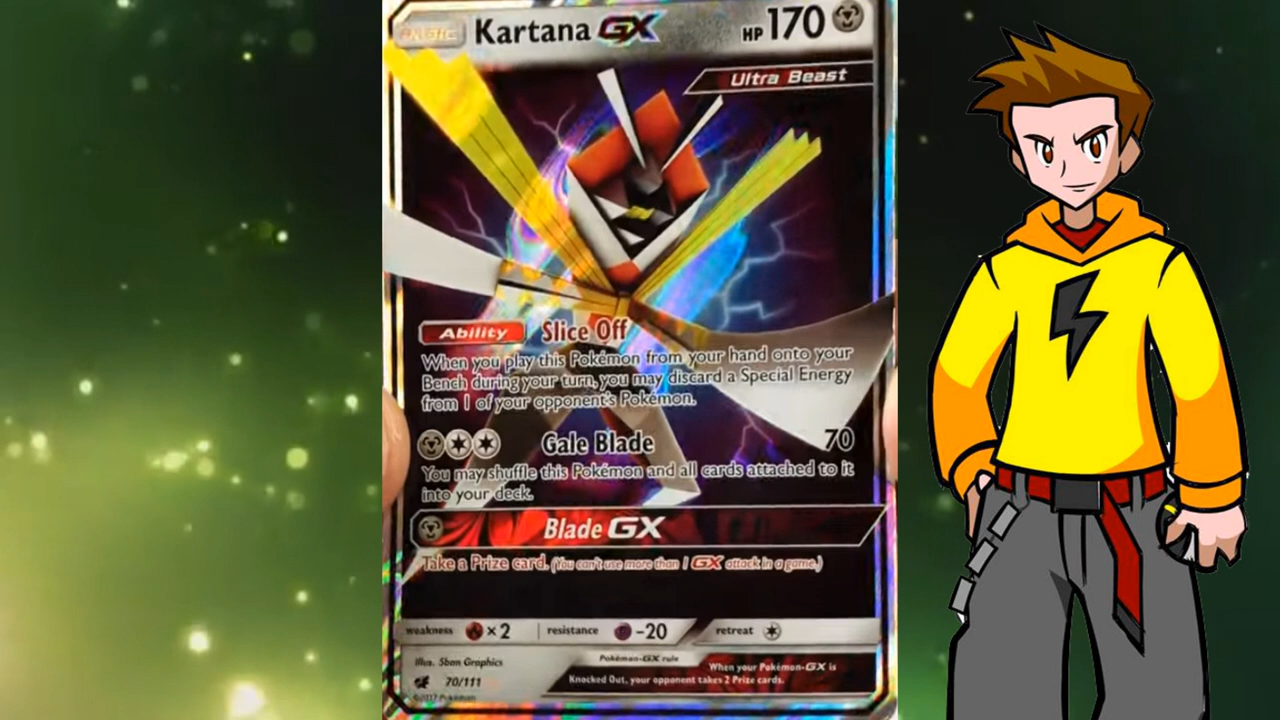 BASIC Kartana GX HP 170
Ultra Beast
Ability Slice Off
When you play this Pokémon from your hand onto your
Bench during your turn, you may discard a Special Energy
from 1 of your opponent's Pokémon.
Gale Blade 70
You may shuffle this Pokémon and all cards attached to it
into your deck.
Blade GX
Take a Prize card. (You can't use more than 1 GX attack in a game.)
weakness ×2 resistance -20 retreat
Illus. 5ban Graphics
Pokémon-GX rule
When your Pokémon-GX is
Knocked Out, your opponent takes 2 Prize cards.
70/111
©2017 Pokémon